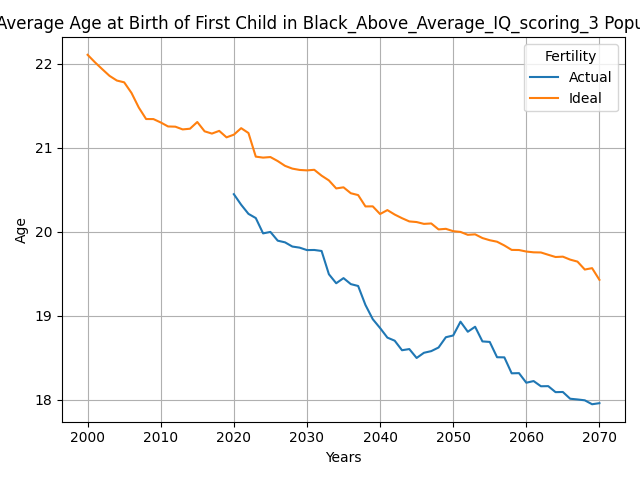 Average Age at Birth of First Child in Black_Above_Average_IQ_scoring_3 Popu
Fertility
Actual
Ideal
22
21
20
19
18
Age
2000 2010 2020 2030 2040 2050 2060 2070
Years